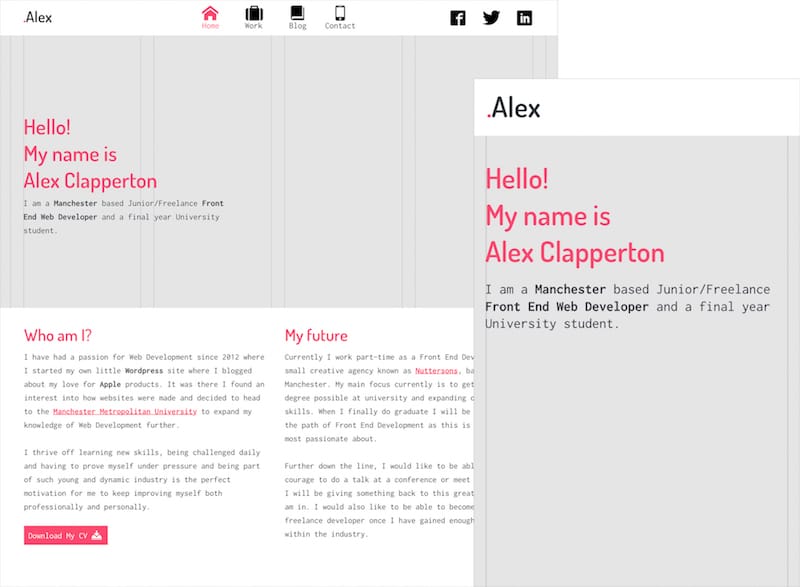 .Alex
Home
Work
Blog
Contact
Hello!
My name is
Alex Clapperton
I am a Manchester based Junior/Freelance Front
End Web Developer and a final year University
student.
Who am I?
I have had a passion for Web Development since 2012 where
I started my own little Wordpress site where I blogged
about my love for Apple products. It was there I found an
interest into how websites were made and decided to head
to the Manchester Metropolitan University to expand my
knowledge of Web Development further.
I thrive off learning new skills, being challenged daily
and having to prove myself under pressure and being part
of such young and dynamic industry is the perfect
motivation for me to keep improving myself both
professionally and personally.
Download My CV
My future
Currently I work part-time as a Front End Dev
small creative agency known as Nuttersons, ba
Manchester. My main focus currently is to get
degree possible at university and expanding o
skills. When I finally do graduate I will be
the path of Front End Development as this is
most passionate about.
Further down the line, I would like to be abl
courage to do a talk at a conference or meet
I will be giving something back to this great
am in. I would also like to be able to become
freelance developer once I have gained enough
within the industry.
.Alex
Hello!
My name is
Alex Clapperton
I am a Manchester based Junior/Freelance
Front End Web Developer and a final year
University student.